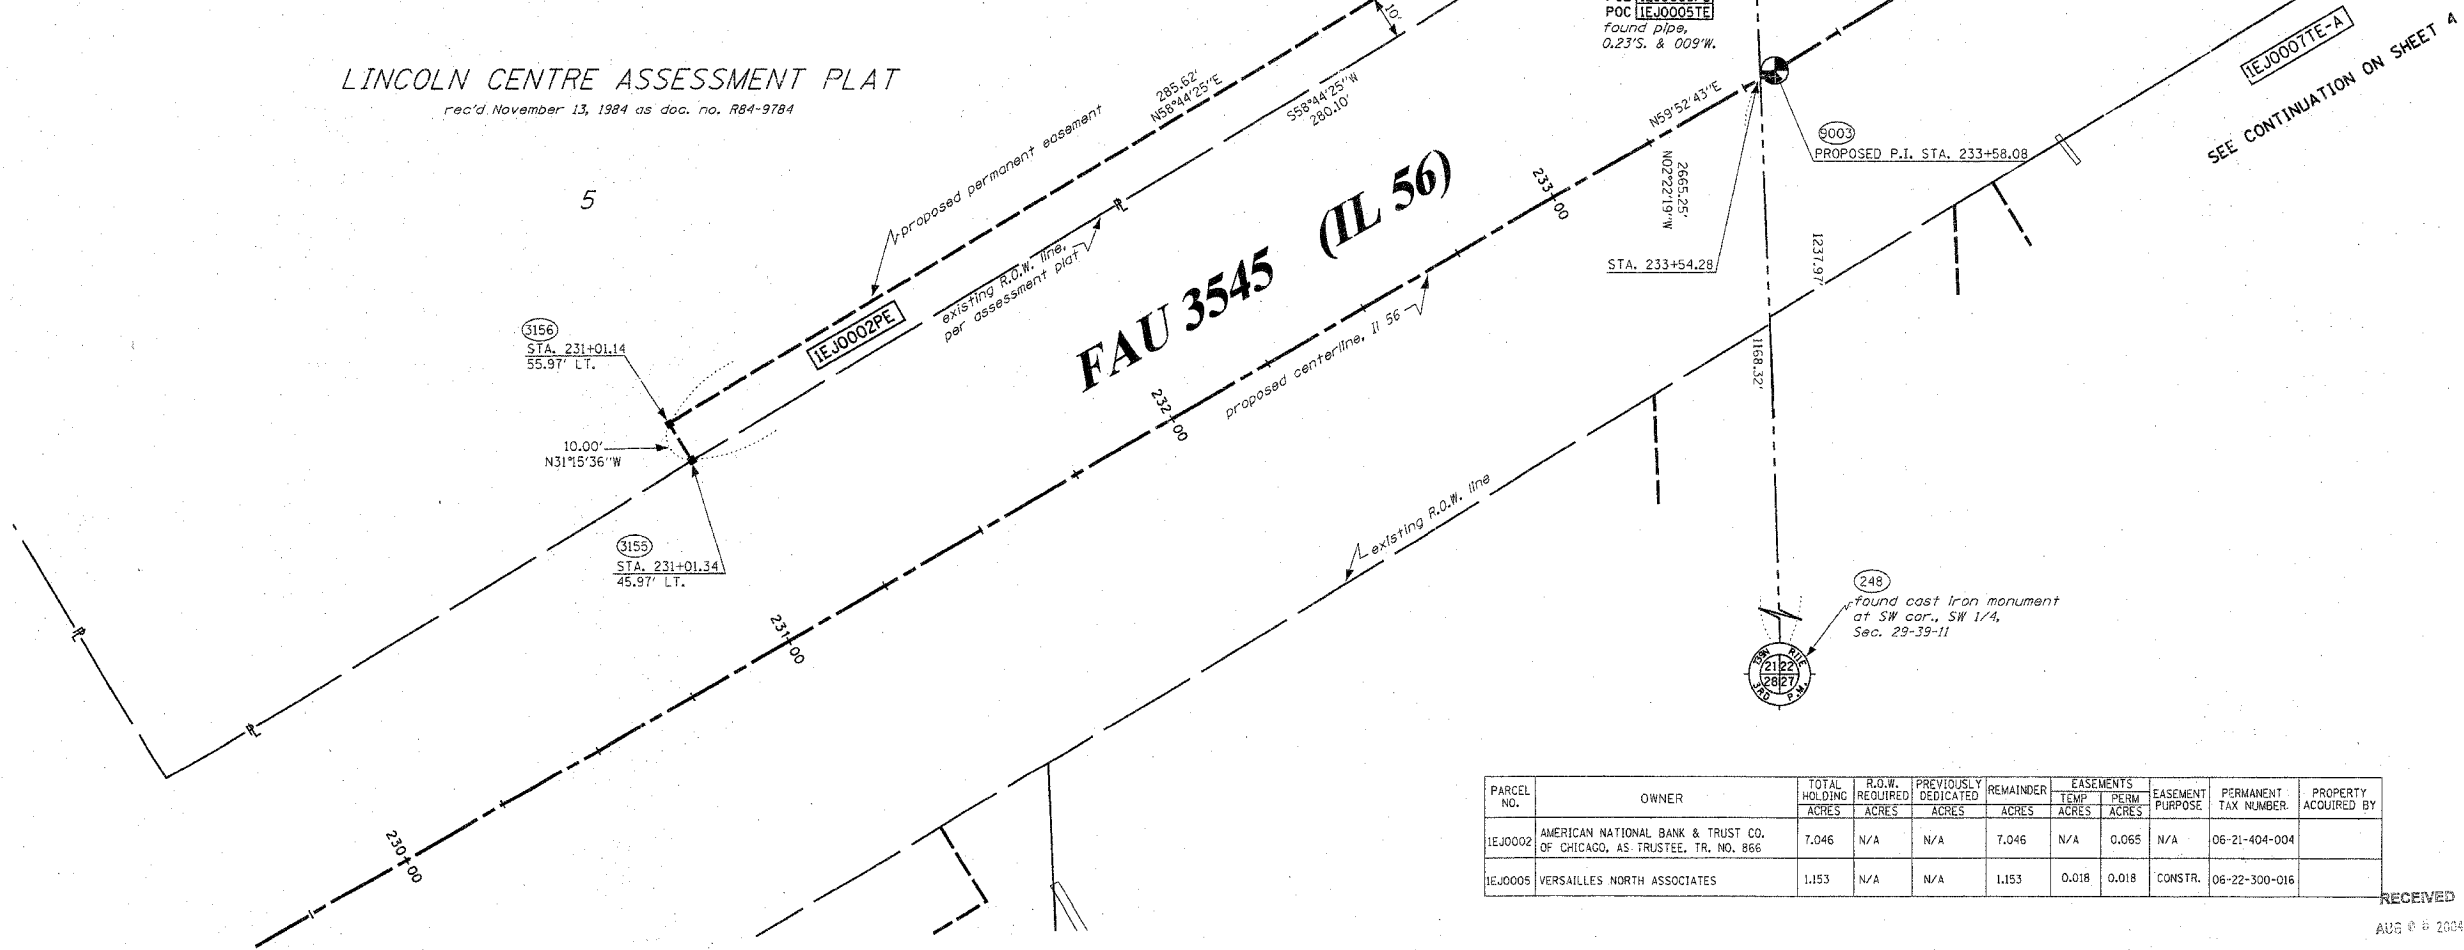 LINCOLN CENTRE ASSESSMENT PLAT
rec'd November 13, 1984 as doc. no. R84-9784
5
285.62'
N58°44'25"E
10'
S58°44'25"W
280.10'
proposed permanent easement
existing R.O.W. line,
per assessment plat
1EJ0002PE
FAU 3545 (IL 56)
POC 1EJ0005TE
found pipe,
0.23'S. & 009'W.
N59°52'43"E
9003
PROPOSED P.I. STA. 233+58.08
1EJ0007TE-A
SEE CONTINUATION ON SHEET 4
2665.25'
N02°22'19"W
STA. 233+54.28
1237.97'
1168.32'
233+00
232+00
231+00
230+00
proposed centerline, Il 56
existing R.O.W. line
3156
STA. 231+01.14
55.97' LT.
10.00'
N31°15'36"W
3155
STA. 231+01.34
45.97' LT.
248
found cast iron monument
at SW cor., SW 1/4,
Sec. 29-39-11
T39N R11E
21 22
28 27
3RD P.M.
PARCEL NO. OWNER TOTAL HOLDING ACRES R.O.W. REQUIRED ACRES PREVIOUSLY DEDICATED ACRES REMAINDER ACRES EASEMENTS TEMP ACRES PERM ACRES EASEMENT PURPOSE PERMANENT TAX NUMBER PROPERTY ACQUIRED BY
1EJ0002 AMERICAN NATIONAL BANK & TRUST CO. OF CHICAGO, AS TRUSTEE, TR. NO. 866 7.046 N/A N/A 7.046 N/A 0.065 N/A 06-21-404-004
1EJ0005 VERSAILLES NORTH ASSOCIATES 1.153 N/A N/A 1.153 0.018 0.018 CONSTR. 06-22-300-016
RECEIVED
AUG 2004